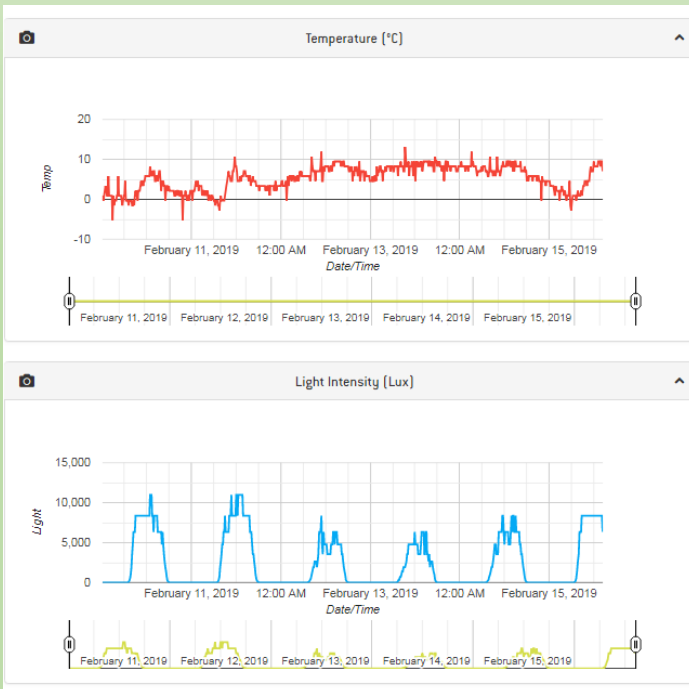 Temperature (°C)
20
10
0
-10
Temp
February 11, 2019 12:00 AM February 13, 2019 12:00 AM February 15, 2019
Date/Time
February 11, 2019 February 12, 2019 February 13, 2019 February 14, 2019 February 15, 2019
Light Intensity (Lux)
15,000
10,000
5,000
0
Light
February 11, 2019 12:00 AM February 13, 2019 12:00 AM February 15, 2019
Date/Time
February 11, 2019 February 12, 2019 February 13, 2019 February 14, 2019 February 15, 2019